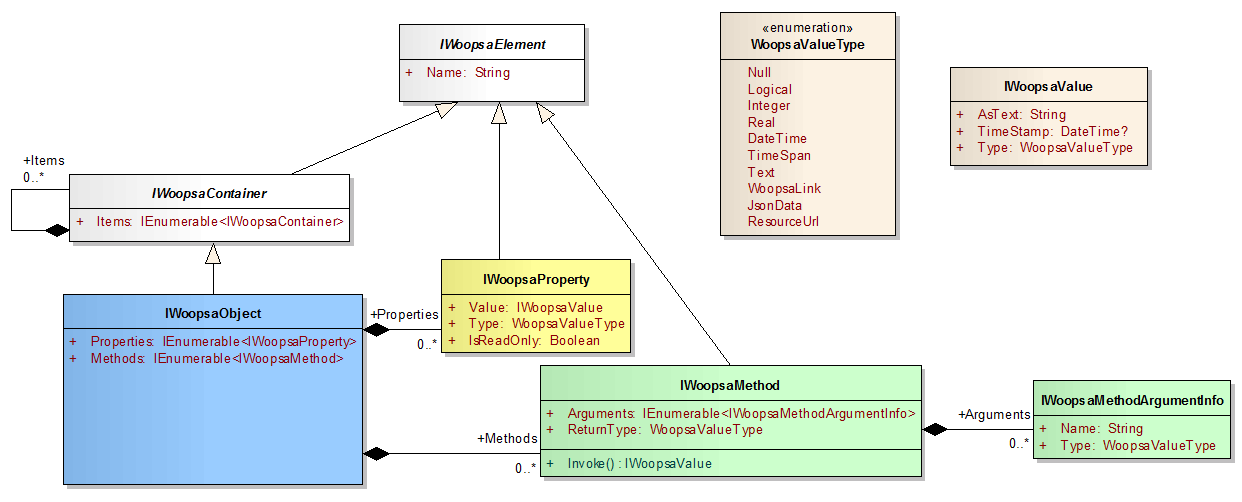 IWoopsaElement
+ Name: String
«enumeration»
WoopsaValueType
Null
Logical
Integer
Real
DateTime
TimeSpan
Text
WoopsaLink
JsonData
ResourceUrl
IWoopsaValue
+ AsText: String
+ TimeStamp: DateTime?
+ Type: WoopsaValueType
+Items
0..*
IWoopsaContainer
+ Items: IEnumerable<IWoopsaContainer>
IWoopsaObject
+ Properties: IEnumerable<IWoopsaProperty>
+ Methods: IEnumerable<IWoopsaMethod>
+Properties
0..*
IWoopsaProperty
+ Value: IWoopsaValue
+ Type: WoopsaValueType
+ IsReadOnly: Boolean
+Methods
0..*
IWoopsaMethod
+ Arguments: IEnumerable<IWoopsaMethodArgumentInfo>
+ ReturnType: WoopsaValueType
+ Invoke() : IWoopsaValue
+Arguments
0..*
IWoopsaMethodArgumentInfo
+ Name: String
+ Type: WoopsaValueType